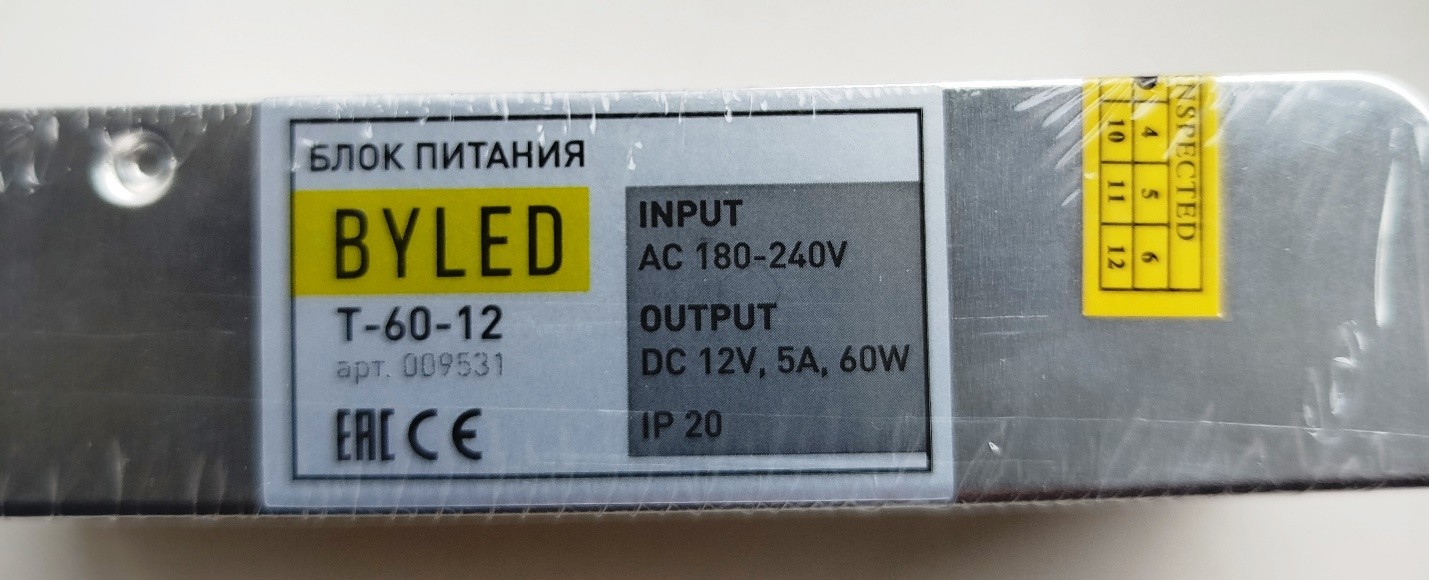 БЛОК ПИТАНИЯ
BYLED
T-60-12
арт. 009531
EAC CE
INPUT
AC 180-240V
OUTPUT
DC 12V, 5A, 60W
IP 20
4 5 6
10 11 12